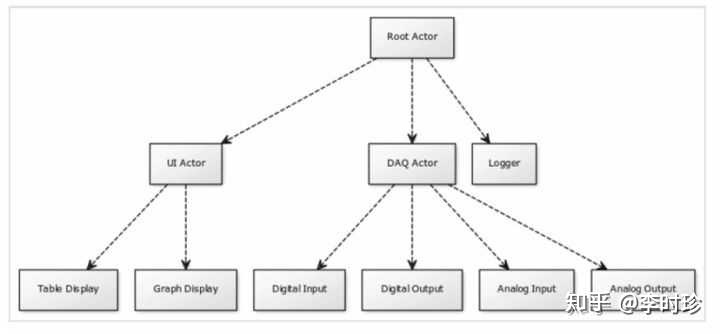 Root Actor
UI Actor
DAQ Actor
Logger
Table Display
Graph Display
Digital Input
Digital Output
Analog Input
Analog Output
知乎 @李时珍